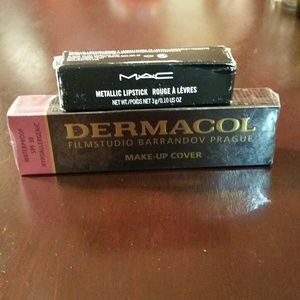 MAC
METALLIC LIPSTICK ROUGE À LÈVRES
NET WT./POIDS NET 3g/0.10 US OZ
DERMACOL
FILMSTUDIO BARRANDOV PRAGUE
MAKE-UP COVER
WATERPROOF
SPF 30
HYPOALLERGENIC